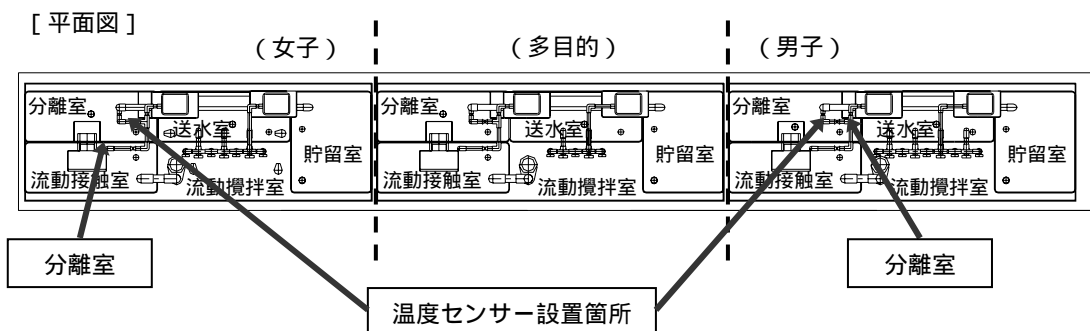 [ 平面図 ]
( 女子 )
( 多目的 )
( 男子 )
分離室
送水室
貯留室
流動接触室
流動攪拌室
分離室
送水室
貯留室
流動接触室
流動攪拌室
分離室
送水室
貯留室
流動接触室
流動攪拌室
分離室
分離室
温度センサー設置箇所